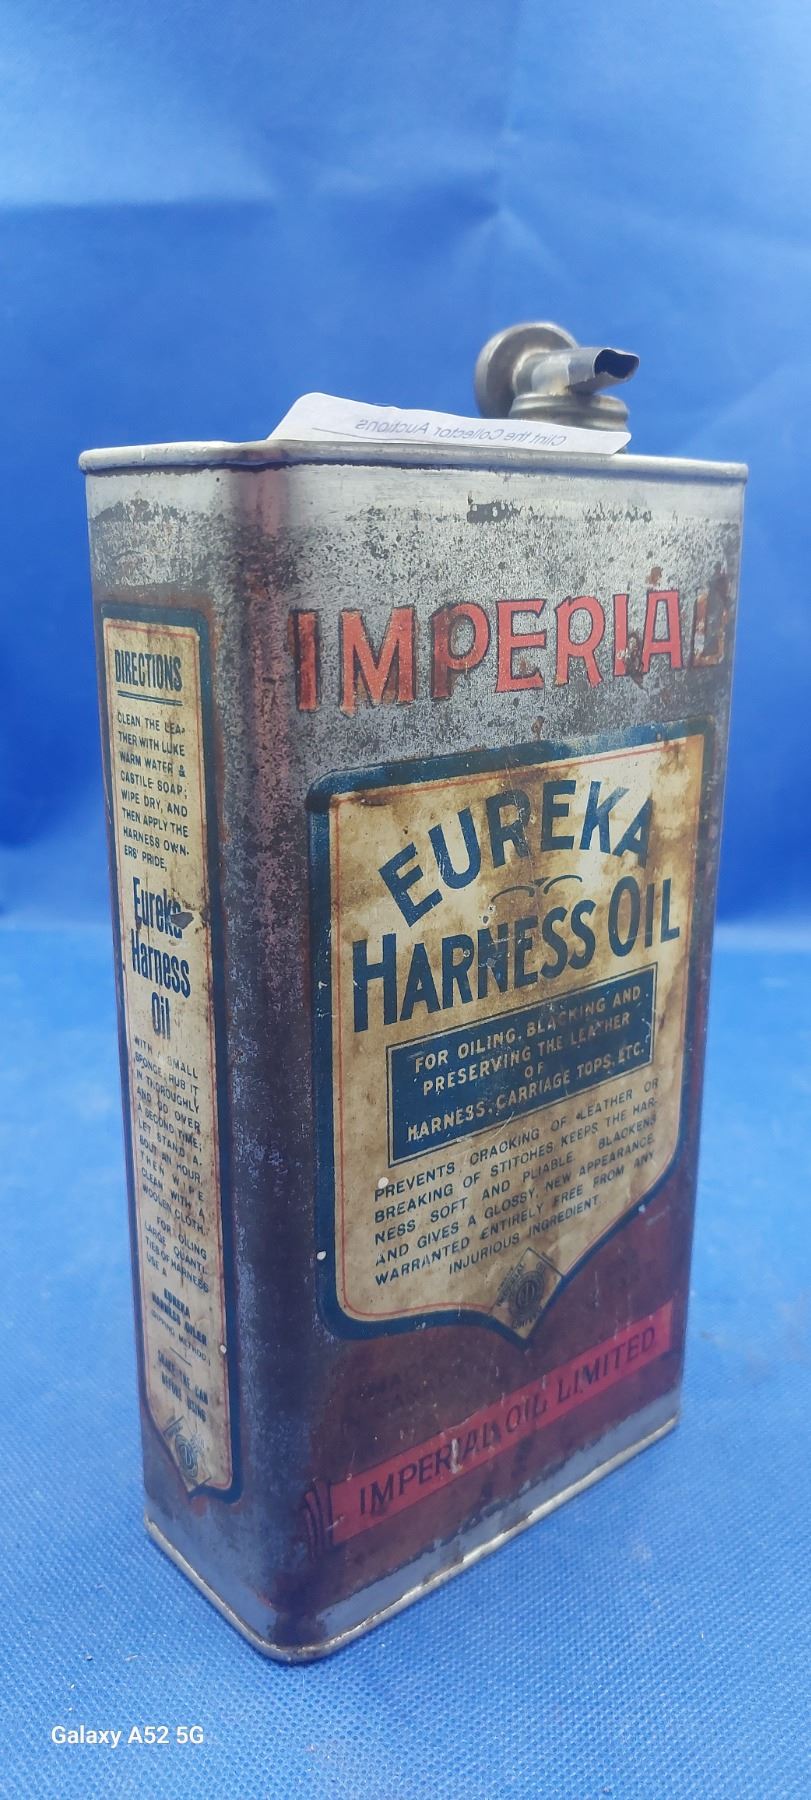 Clint the Collector Auctions
IMPERIAL
EUREKA
HARNESS OIL
FOR OILING, BLACKING AND
PRESERVING THE LEATHER
OF
HARNESS, CARRIAGE TOPS, ETC.
PREVENTS CRACKING OF LEATHER OR
BREAKING OF STITCHES KEEPS THE HAR-
NESS SOFT AND PLIABLE. BLACKENS
AND GIVES A GLOSSY, NEW APPEARANCE.
WARRANTED ENTIRELY FREE FROM ANY
INJURIOUS INGREDIENT.
IMPERIAL OIL LIMITED
DIRECTIONS
CLEAN THE LEA-
THER WITH LUKE
WARM WATER &
CASTILE SOAP;
WIPE DRY, AND
THEN APPLY THE
HARNESS OWN-
ERS' PRIDE,
Eureka
Harness
Oil
WITH A SMALL
SPONGE, RUB IT
IN THOROUGHLY
AND GO OVER
A SECOND TIME;
LET STAND A-
BOUT AN HOUR,
THEN WIPE
CLEAN WITH A
WOOLEN CLOTH.
FOR OILING
LARGE QUANTI-
TIES OF HARNESS
USE A
EUREKA
HARNESS OILER
SHAKE THE CAN
BEFORE USING
Galaxy A52 5G